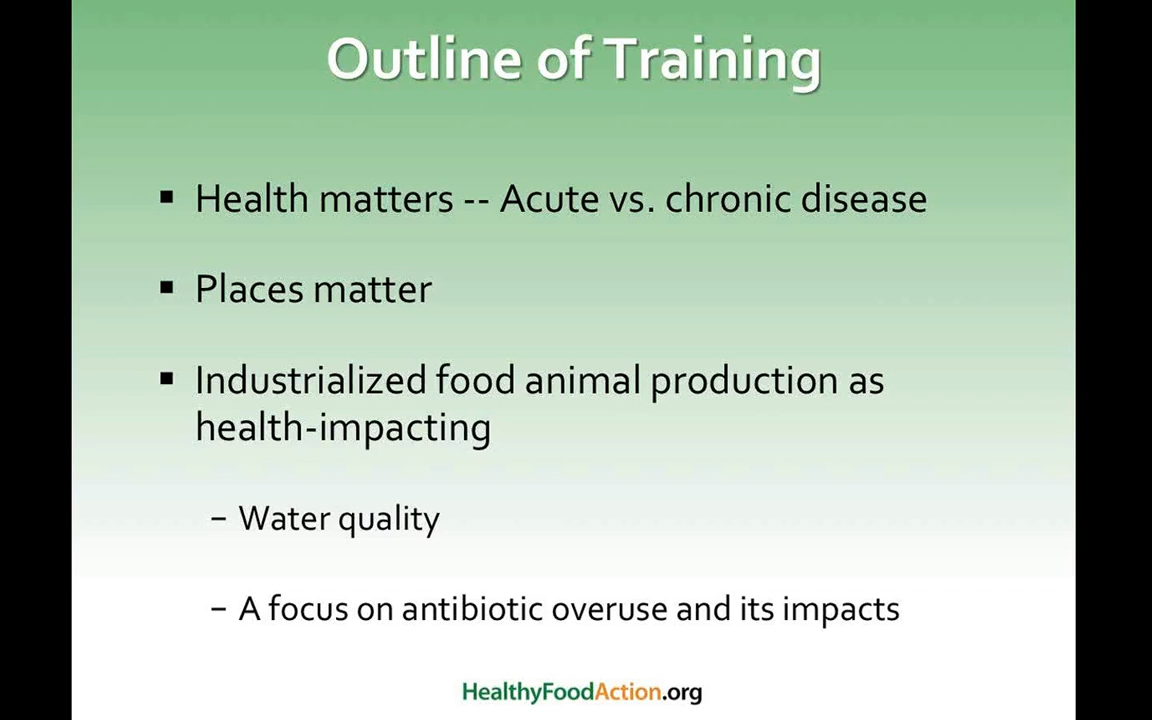 Outline of Training
▪ Health matters -- Acute vs. chronic disease
▪ Places matter
▪ Industrialized food animal production as
health-impacting
– Water quality
– A focus on antibiotic overuse and its impacts
HealthyFoodAction.org